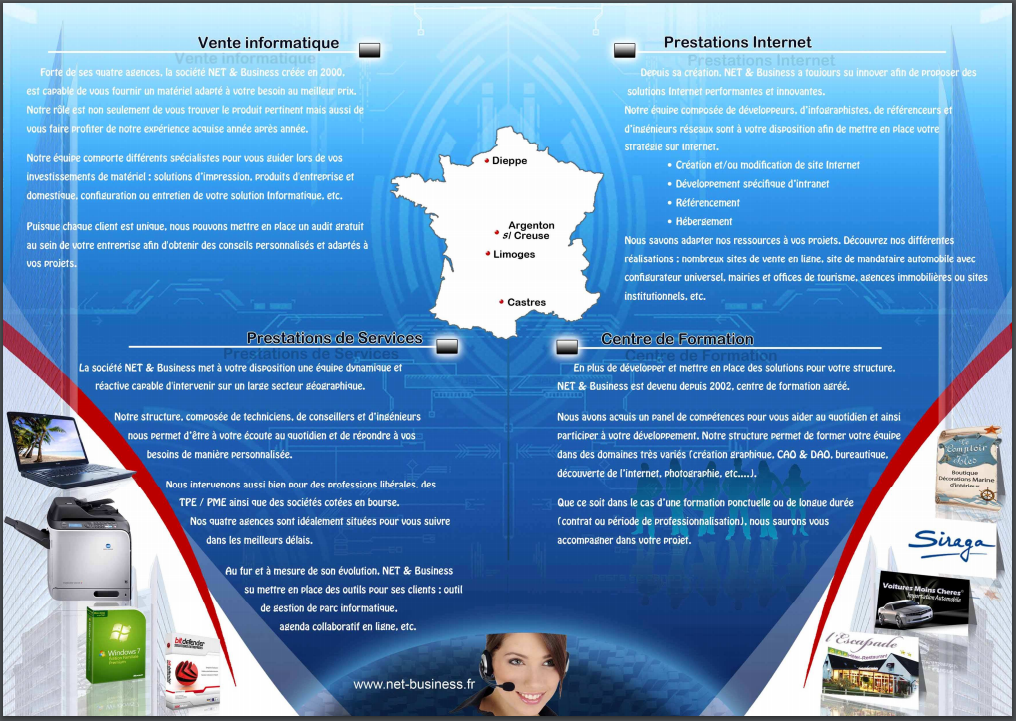 Vente informatique
Forte de ses quatre agences, la société NET & Business créée en 2000,
est capable de vous fournir un matériel adapté à votre besoin au meilleur prix.
Notre rôle est non seulement de vous trouver le produit pertinent mais aussi de
vous faire profiter de notre expérience acquise année après année.
Notre équipe comporte différents spécialistes pour vous guider lors de vos
investissements de matériel : solutions d'impression, produits d'entreprise et
domestique, configuration ou entretien de votre solution Informatique, etc.
Puisque chaque client est unique, nous pouvons mettre en place un audit gratuit
au sein de votre entreprise afin d'obtenir des conseils personnalisés et adaptés à
vos projets.
Prestations Internet
Depuis sa création, NET & Business a toujours su innover afin de proposer des
solutions Internet performantes et innovantes.
Notre équipe composée de développeurs, d'infographistes, de référenceurs et
d'ingénieurs réseaux sont à votre disposition afin de mettre en place votre
stratégie sur Internet.
• Création et/ou modification de site Internet
• Développement spécifique d'intranet
• Référencement
• Hébergement
Nous savons adapter nos ressources à vos projets. Découvrez nos différentes
réalisations : nombreux sites de vente en ligne, site de mandataire automobile avec
configurateur universel, mairies et offices de tourisme, agences immobilières ou sites
institutionnels, etc.
Dieppe
Argenton
s/ Creuse
Limoges
Castres
Prestations de Services
La société NET & Business met à votre disposition une équipe dynamique et
réactive capable d'intervenir sur un large secteur géographique.
Notre structure, composée de techniciens, de conseillers et d'ingénieurs
nous permet d'être à votre écoute au quotidien et de répondre à vos
besoins de manière personnalisée.
Nous intervenons aussi bien pour des professions libérales, des
TPE / PME ainsi que des sociétés cotées en bourse.
Nos quatre agences sont idéalement situées pour vous suivre
dans les meilleurs délais.
Au fur et à mesure de son évolution, NET & Business
su mettre en place des outils pour ses clients : outil
de gestion de parc informatique,
agenda collaboratif en ligne, etc.
Centre de Formation
En plus de développer et mettre en place des solutions pour votre structure,
NET & Business est devenu depuis 2002, centre de formation agréé.
Nous avons acquis un panel de compétences pour vous aider au quotidien et ainsi
participer à votre développement. Notre structure permet de former votre équipe
dans des domaines très variés (création graphique, CAO & DAO, bureautique,
découverte de l'internet, photographie, etc....).
Que ce soit dans le cas d'une formation ponctuelle ou de longue durée
(contrat ou période de professionnalisation), nous saurons vous
accompagner dans votre projet.
Windows 7
bitdefender
www.net-business.fr
Le
Comptoir
Boutique
Décorations Marine
d'intérieur
Siraga
Voitures Moins Cheres
Importation Automobile
l'Escapade